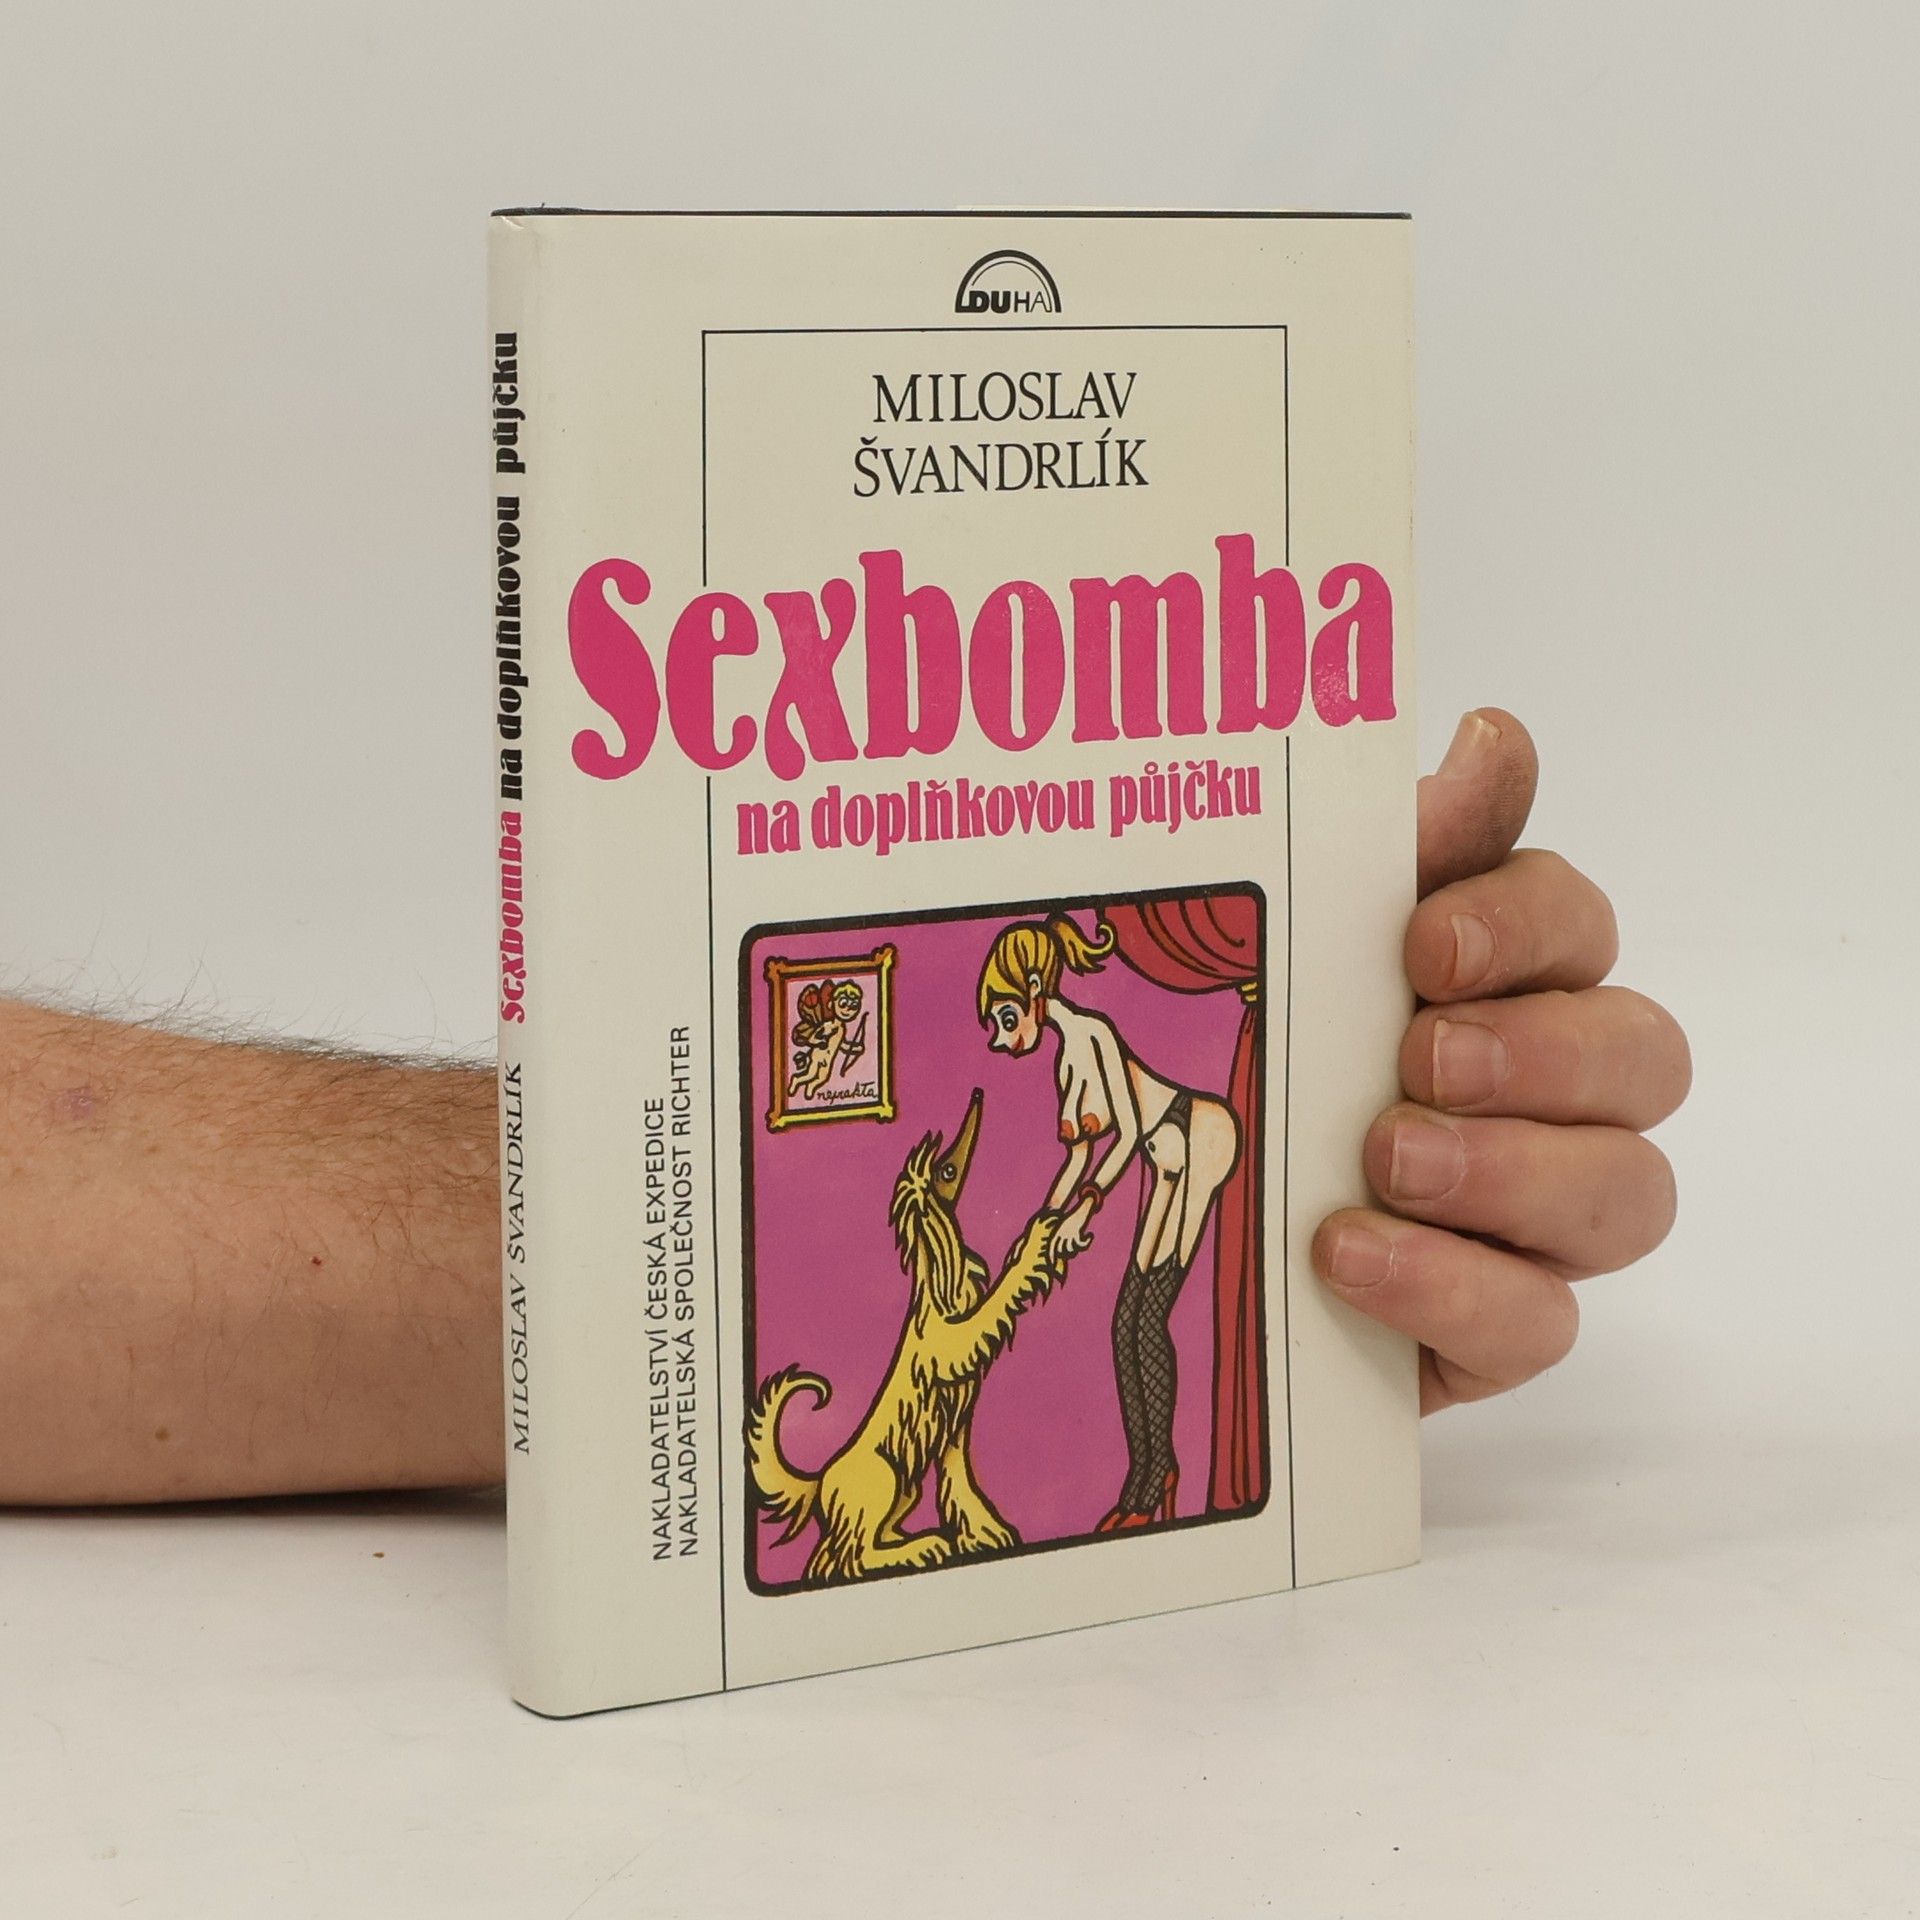 DUHA
MILOSLAV
ŠVANDRLÍK
Sexbomba
na doplňkovou půjčku
neprakta
NAKLADATELSTVÍ ČESKÁ EXPEDICE
NAKLADATELSKÁ SPOLEČNOST RICHTER
MILOSLAV ŠVANDRLÍK Sexbomba na doplňkovou půjčku